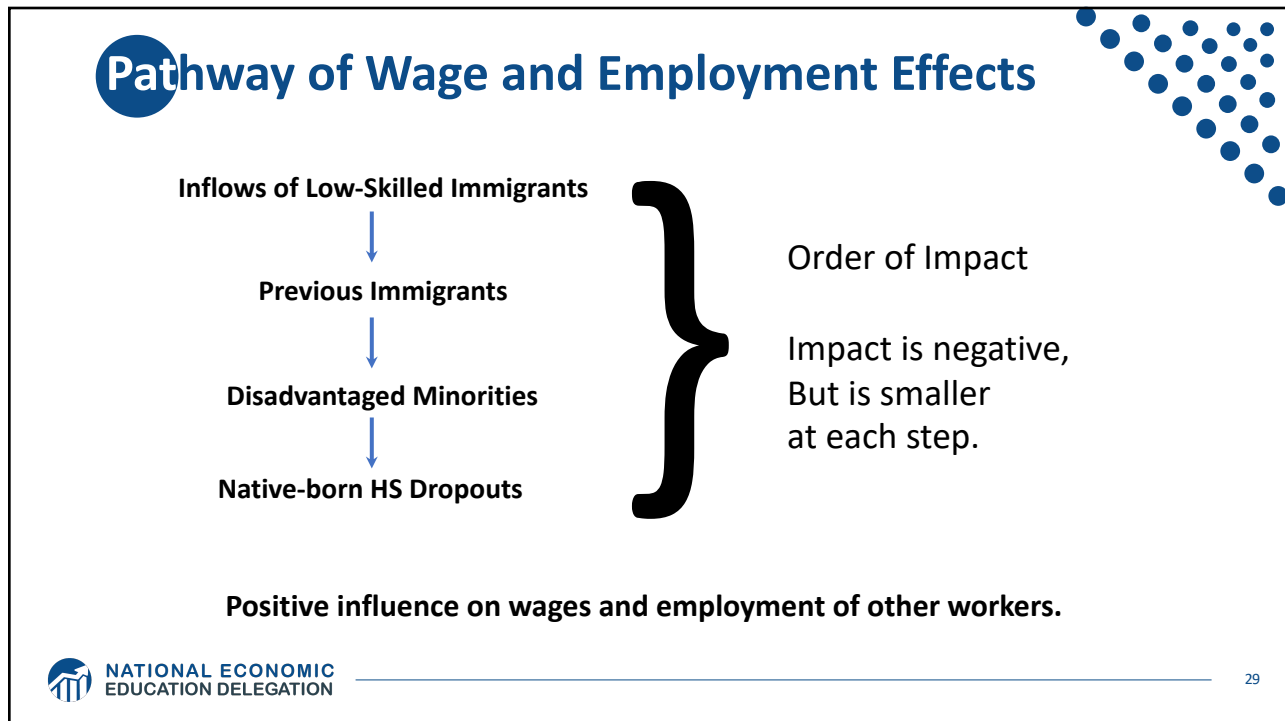 Pathway of Wage and Employment Effects
Inflows of Low-Skilled Immigrants
Previous Immigrants
Disadvantaged Minorities
Native-born HS Dropouts
}
Order of Impact
Impact is negative,
But is smaller
at each step.
Positive influence on wages and employment of other workers.
NATIONAL ECONOMIC
EDUCATION DELEGATION
29